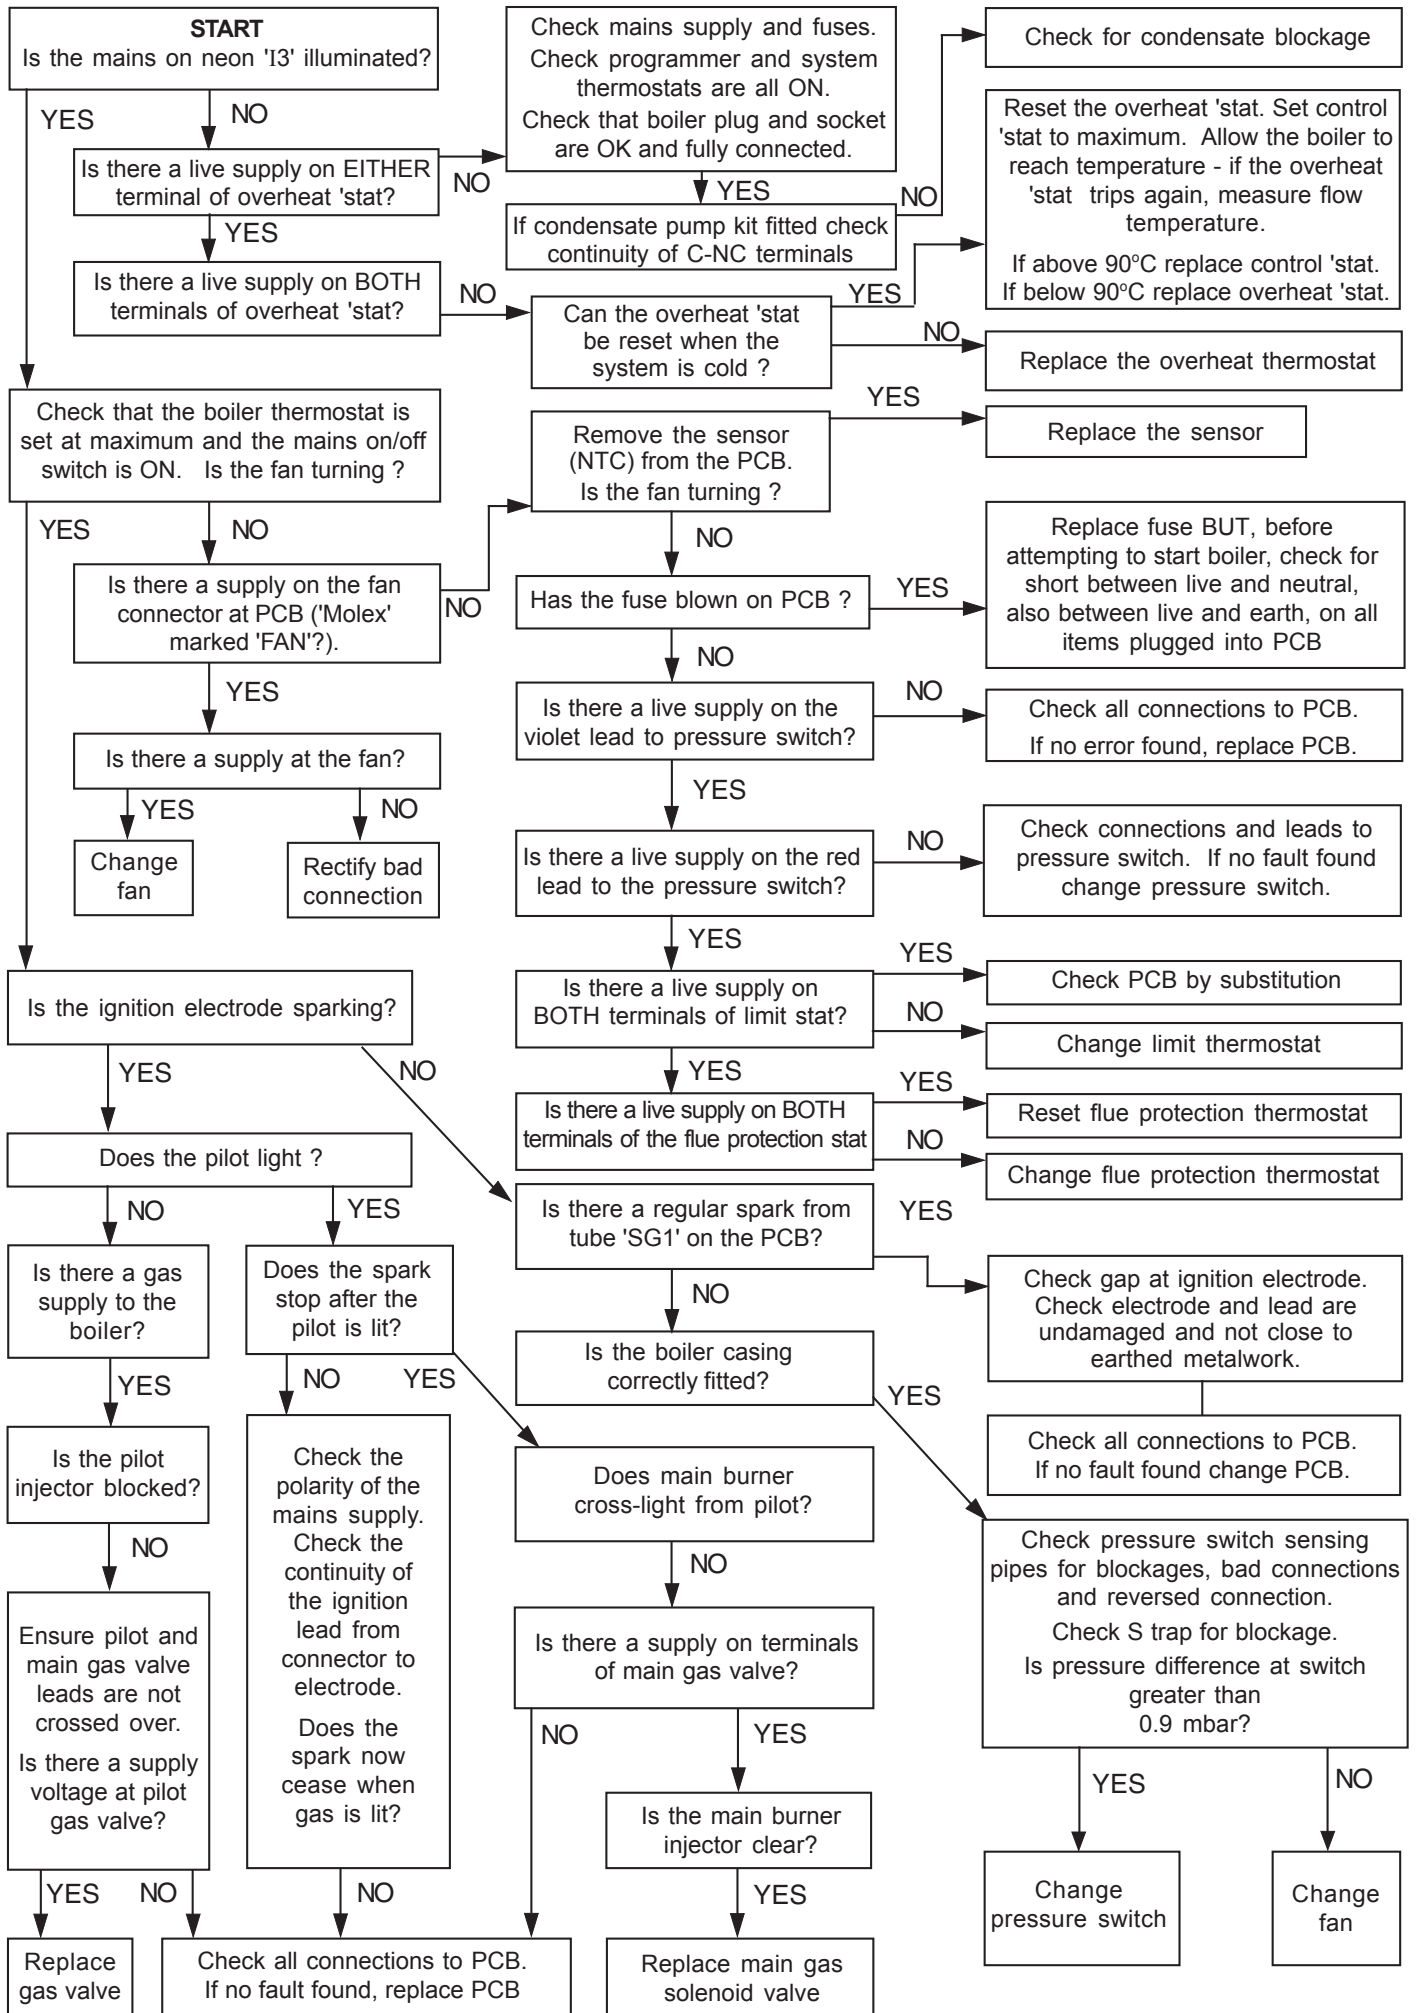 START
Is the mains on neon 'I3' illuminated?
YES
NO
Is there a live supply on EITHER
terminal of overheat 'stat?
NO
YES
Is there a live supply on BOTH
terminals of overheat 'stat?
NO
Check mains supply and fuses.
Check programmer and system
thermostats are all ON.
Check that boiler plug and socket
are OK and fully connected.
YES
If condensate pump kit fitted check
continuity of C-NC terminals
NO
Check for condensate blockage
Can the overheat 'stat
be reset when the
system is cold ?
YES
Reset the overheat 'stat. Set control
'stat to maximum. Allow the boiler to
reach temperature - if the overheat
'stat trips again, measure flow
temperature.
If above 90°C replace control 'stat.
If below 90°C replace overheat 'stat.
NO
Replace the overheat thermostat
Check that the boiler thermostat is
set at maximum and the mains on/off
switch is ON. Is the fan turning ?
YES
NO
Is there a supply on the fan
connector at PCB ('Molex'
marked 'FAN'?).
NO
YES
Is there a supply at the fan?
YES
NO
Change
fan
Rectify bad
connection
Remove the sensor
(NTC) from the PCB.
Is the fan turning ?
YES
Replace the sensor
NO
Has the fuse blown on PCB ?
YES
Replace fuse BUT, before
attempting to start boiler, check for
short between live and neutral,
also between live and earth, on all
items plugged into PCB
NO
Is there a live supply on the
violet lead to pressure switch?
NO
Check all connections to PCB.
If no error found, replace PCB.
YES
Is there a live supply on the red
lead to the pressure switch?
NO
Check connections and leads to
pressure switch. If no fault found
change pressure switch.
YES
Is there a live supply on
BOTH terminals of limit stat?
YES
Check PCB by substitution
NO
Change limit thermostat
YES
Is there a live supply on BOTH
terminals of the flue protection stat
YES
Reset flue protection thermostat
NO
Change flue protection thermostat
Is the ignition electrode sparking?
YES
NO
Does the pilot light ?
NO
YES
Is there a regular spark from
tube 'SG1' on the PCB?
YES
Check gap at ignition electrode.
Check electrode and lead are
undamaged and not close to
earthed metalwork.
Check all connections to PCB.
If no fault found change PCB.
NO
Is the boiler casing
correctly fitted?
YES
Check pressure switch sensing
pipes for blockages, bad connections
and reversed connection.
Check S trap for blockage.
Is pressure difference at switch
greater than
0.9 mbar?
YES
NO
Change
pressure switch
Change
fan
Is there a gas
supply to the
boiler?
YES
Is the pilot
injector blocked?
NO
Ensure pilot and
main gas valve
leads are not
crossed over.
Is there a supply
voltage at pilot
gas valve?
YES
NO
Replace
gas valve
Does the spark
stop after the
pilot is lit?
NO
YES
Check the
polarity of the
mains supply.
Check the
continuity of
the ignition
lead from
connector to
electrode.
Does the
spark now
cease when
gas is lit?
NO
Check all connections to PCB.
If no fault found, replace PCB
Does main burner
cross-light from pilot?
NO
Is there a supply on terminals
of main gas valve?
NO
YES
Is the main burner
injector clear?
YES
Replace main gas
solenoid valve